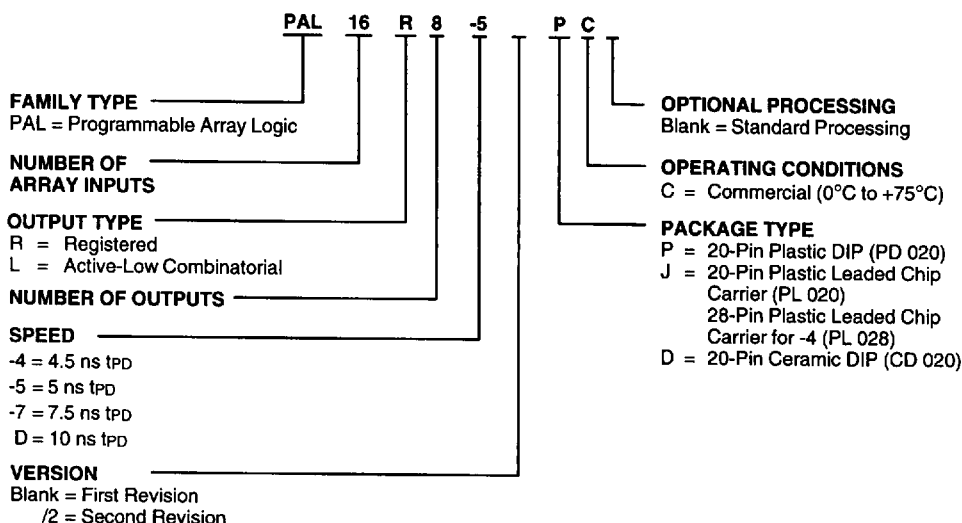 PAL 16 R 8 -5 P C
FAMILY TYPE
PAL = Programmable Array Logic
NUMBER OF
ARRAY INPUTS
OUTPUT TYPE
R = Registered
L = Active-Low Combinatorial
NUMBER OF OUTPUTS
SPEED
-4 = 4.5 ns tPD
-5 = 5 ns tPD
-7 = 7.5 ns tPD
D = 10 ns tPD
VERSION
Blank = First Revision
/2 = Second Revision
OPTIONAL PROCESSING
Blank = Standard Processing
OPERATING CONDITIONS
C = Commercial (0°C to +75°C)
PACKAGE TYPE
P = 20-Pin Plastic DIP (PD 020)
J = 20-Pin Plastic Leaded Chip
Carrier (PL 020)
28-Pin Plastic Leaded Chip
Carrier for -4 (PL 028)
D = 20-Pin Ceramic DIP (CD 020)